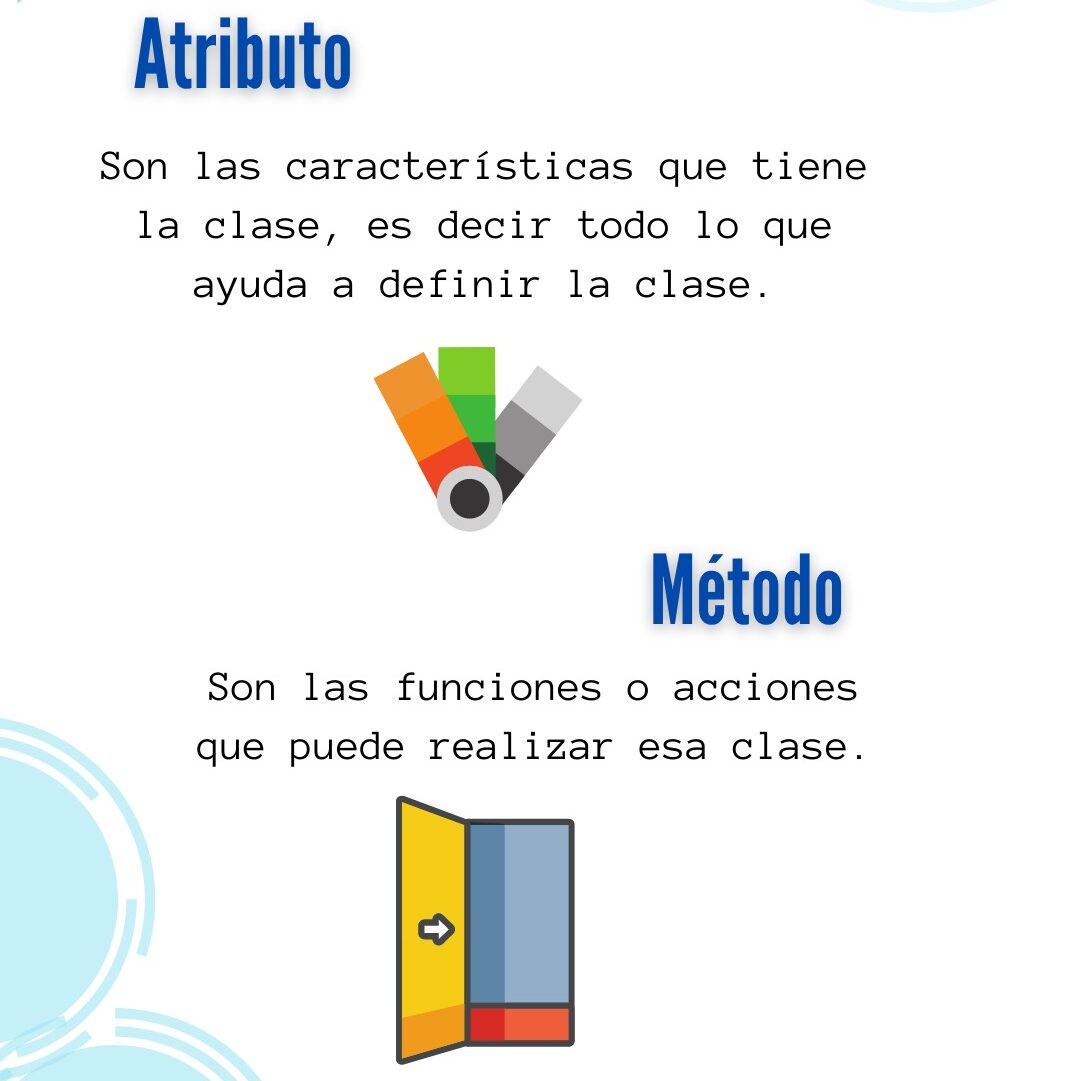 Atributo
Son las características que tiene
la clase, es decir todo lo que
ayuda a definir la clase.
Método
Son las funciones o acciones
que puede realizar esa clase.